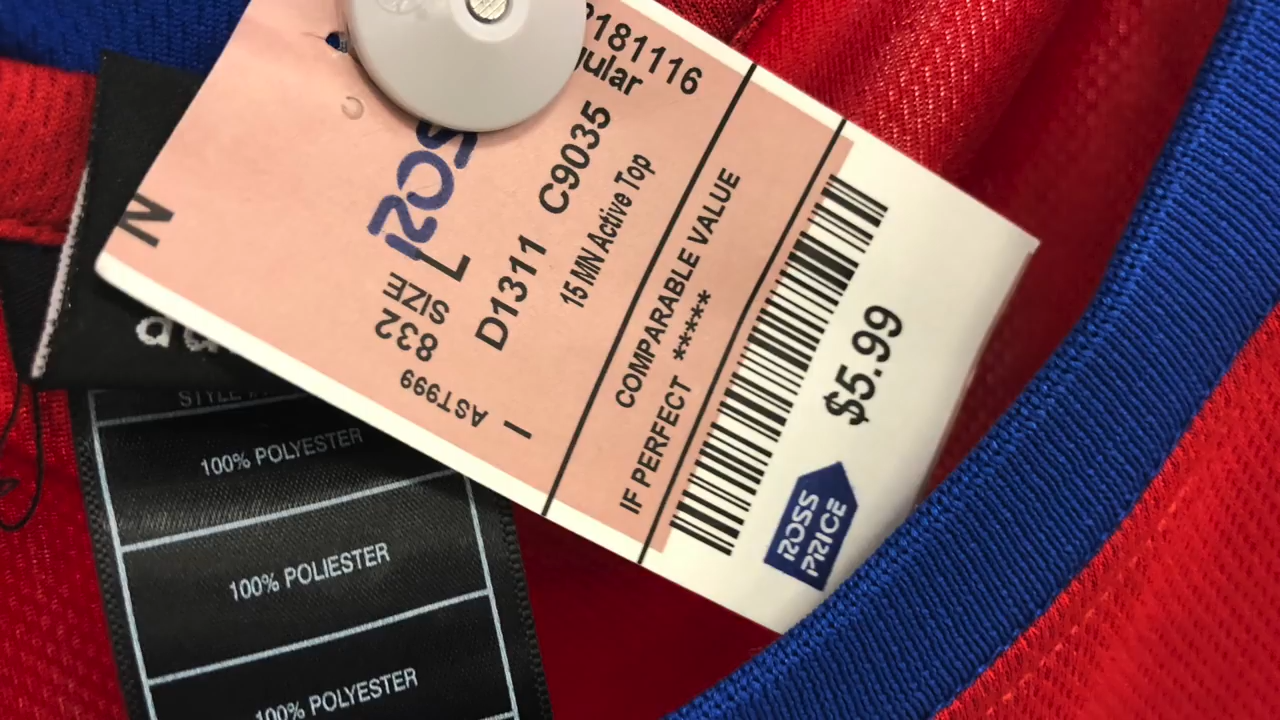 181116
ROSS
SIZE L
832
D1311 C9035
AST999
15 MN Active Top
I
N
COMPARABLE VALUE
IF PERFECT *****
$5.99
ROSS
PRICE
STYLE
100% POLYESTER
100% POLIESTER
100% POLYESTER